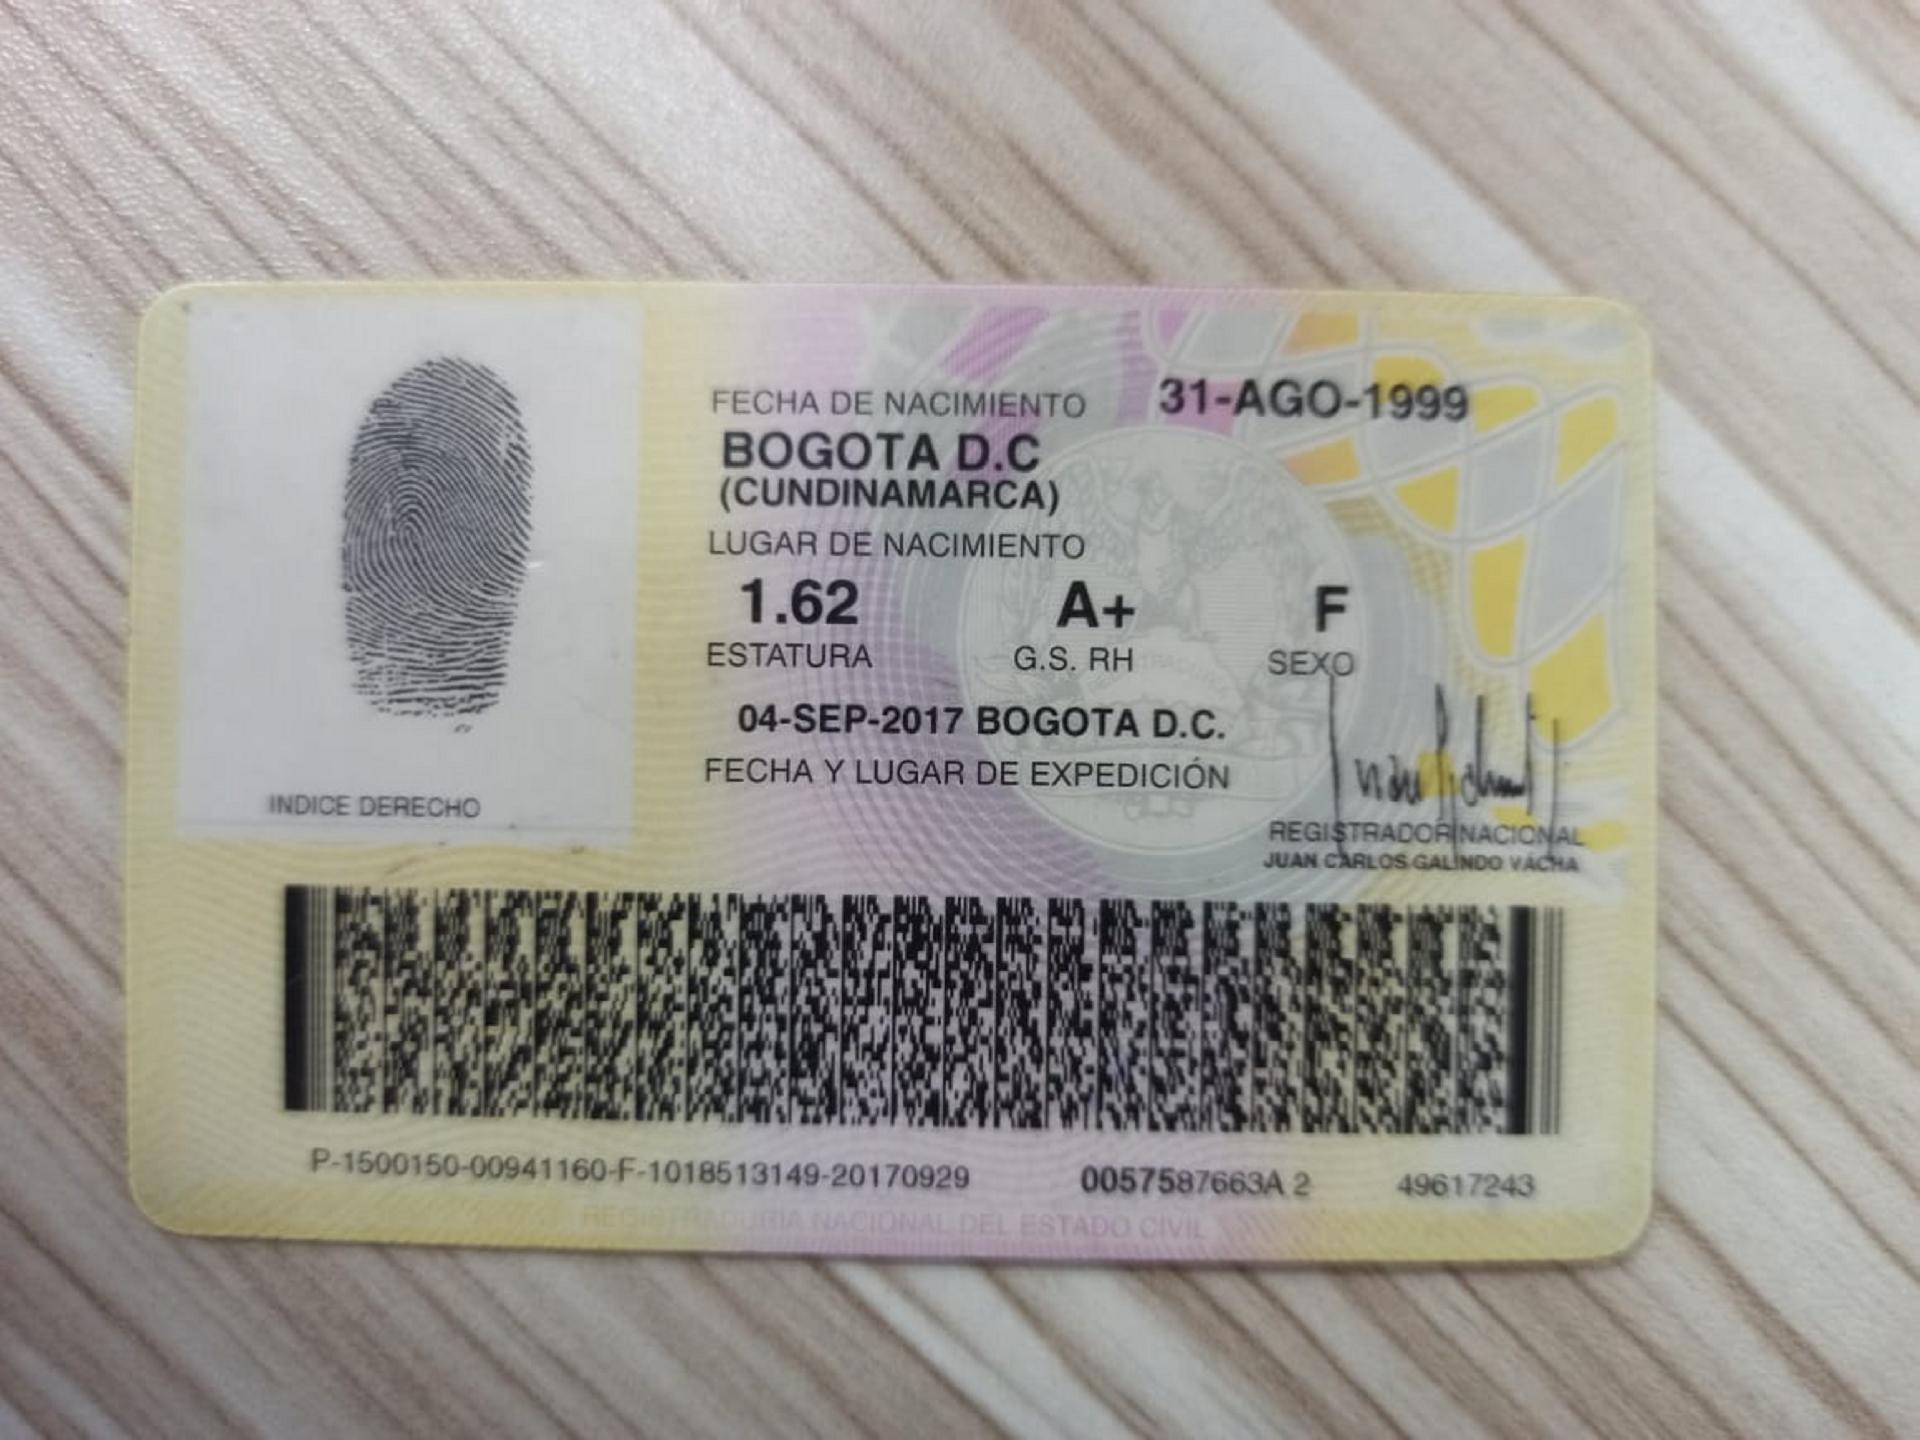 FECHA DE NACIMIENTO 31-AGO-1999
BOGOTA D.C
(CUNDINAMARCA)
LUGAR DE NACIMIENTO
1.62 A+ F
ESTATURA G.S. RH SEXO
04-SEP-2017 BOGOTA D.C.
FECHA Y LUGAR DE EXPEDICIÓN
INDICE DERECHO
REGISTRADOR NACIONAL
JUAN CARLOS GALINDO VACHA
P-1500150-00941160-F-1018513149-20170929 0057587663A 2 49617243
REGISTRADURIA NACIONAL DEL ESTADO CIVIL